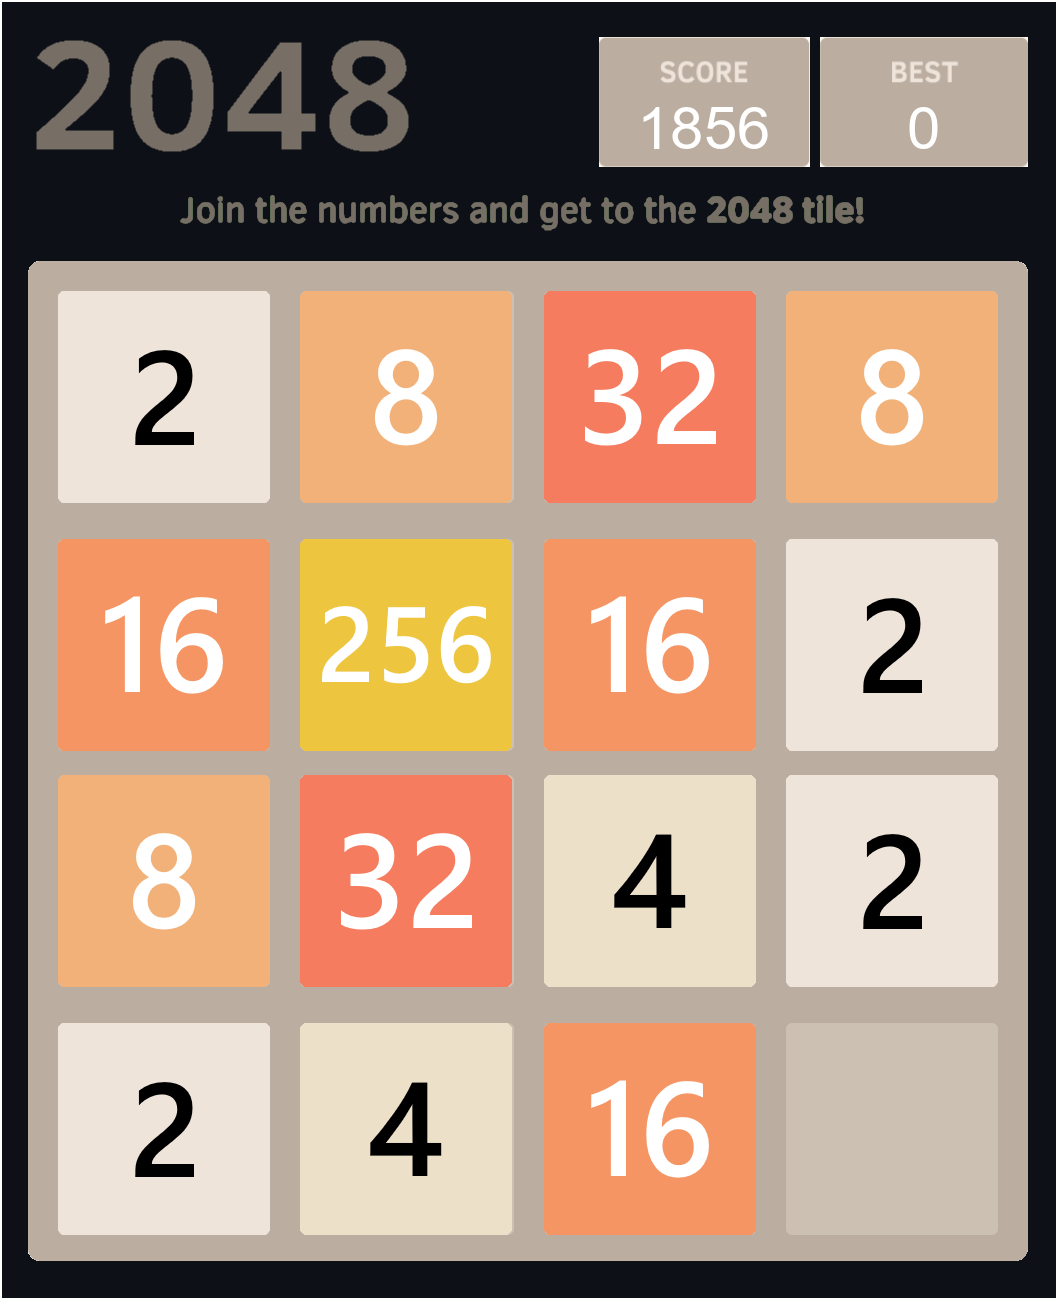 2048
SCORE BEST
1856 0
Join the numbers and get to the 2048 tile!
2 8 32 8
16 256 16 2
8 32 4 2
2 4 16